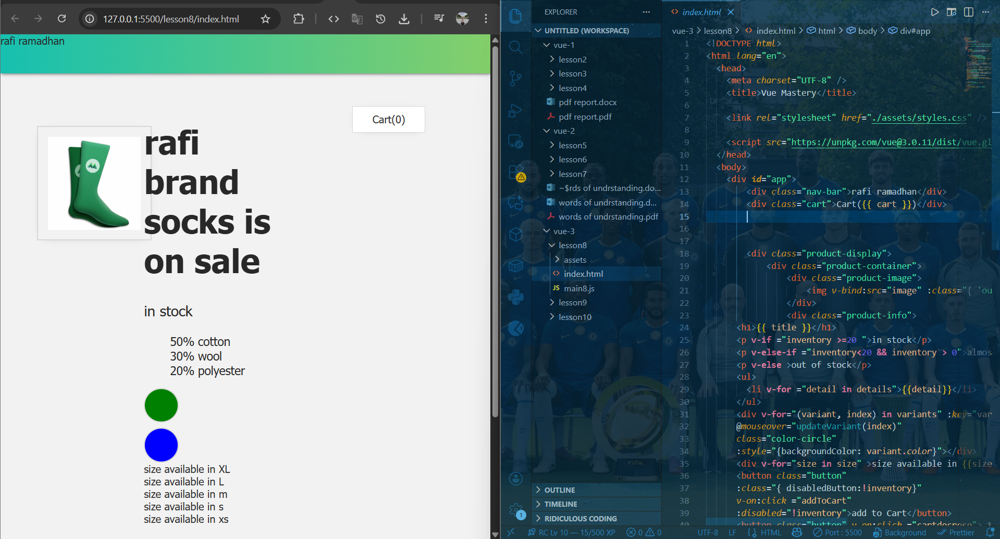 127.0.0.1:5500/lesson8/index.html
rafi ramadhan
Cart(0)
rafi
brand
socks is
on sale
in stock
50% cotton
30% wool
20% polyester
size available in XL
size available in L
size available in m
size available in s
size available in xs
EXPLORER
UNTITLED (WORKSPACE)
vue-1
lesson2
lesson3
lesson4
pdf report.docx
pdf report.pdf
vue-2
lesson5
lesson6
lesson7
~$rds of undrstanding.do...
words of undrstanding.d...
words of undrstanding.pdf
vue-3
lesson8
assets
index.html
JS main8.js
lesson9
lesson10
OUTLINE
TIMELINE
RIDICULOUS CODING
index.html
vue-3 > lesson8 > index.html > html > body > div#app
1 <!DOCTYPE html>
2 <html lang="en">
3 <head>
4 <meta charset="UTF-8" />
5 <title>Vue Mastery</title>
6
7 <link rel="stylesheet" href="./assets/styles.css" />
8
9 <script src="https://unpkg.com/vue@3.0.11/dist/vue.gl
10 </head>
11 <body>
12 <div id="app">
13 <div class="nav-bar">rafi ramadhan</div>
14 <div class="cart">Cart({{ cart }})</div>
15
16
17
18 <div class="product-display">
19 <div class="product-container">
20 <div class="product-image">
21 <img v-bind:src="image" :class="{ 'ou
22 </div>
23 <div class="product-info">
24 <h1>{{ title }}</h1>
25 <p v-if ="inventory >=20 ">in stock</p>
26 <p v-else-if ="inventory<20 && inventory > 0">almos
27 <p v-else >out of stock</p>
28 <ul>
29 <li v-for ="detail in details">{{detail}}</li>
30 </ul>
31 <div v-for="(variant, index) in variants" :key="var
32 @mouseover="updateVariant(index)"
33 class="color-circle"
34 :style="{backgroundColor: variant.color}"></div>
35 <div v-for="size in size" >size available in {{size
36 <button class="button"
37 :class="{ disabledButton:!inventory}"
38 v-on:click ="addToCart"
39 :disabled="!inventory">add to Cart</button>
40 <button class="button" v-on:click ="cartdecrese">
FIFA
1
RC Lv 10 — 15/500 XP
0
0
UTF-8
LF
HTML
Port : 5500
Background
Prettier